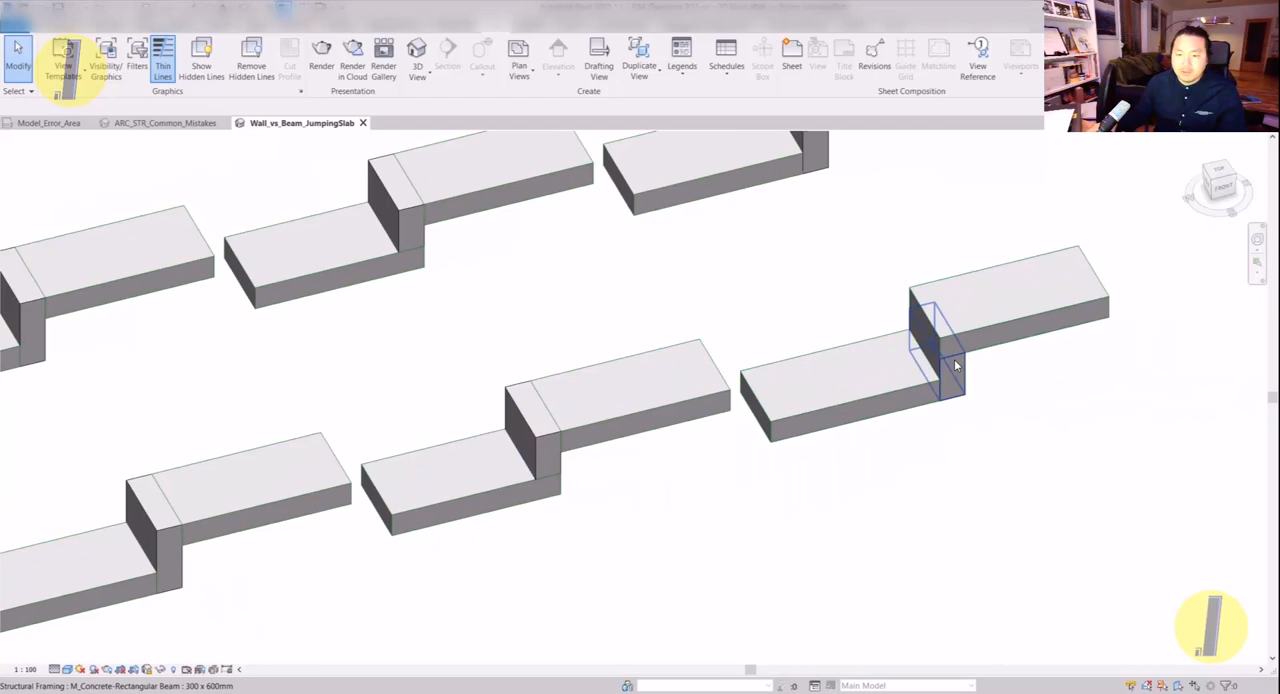 Modify
View Templates
Visibility/ Graphics
Filters
Thin Lines
Show Hidden Lines
Remove Hidden Lines
Cut Profile
Render
Render in Cloud
Render Gallery
3D View
Section
Callout
Plan Views
Elevation
Drafting View
Duplicate View
Legends
Schedules
Scope Box
Sheet
View
Title Block
Revisions
Guide Grid
Matchline
View Reference
Viewports
Select
Graphics
Presentation
Create
Sheet Composition
Model_Error_Area
ARC_STR_Common_Mistakes
Wall_vs_Beam_JumpingSlab
TOP
FRONT
1 : 100
Structural Framing : M_Concrete-Rectangular Beam : 300 x 600mm
:0
Main Model
:0